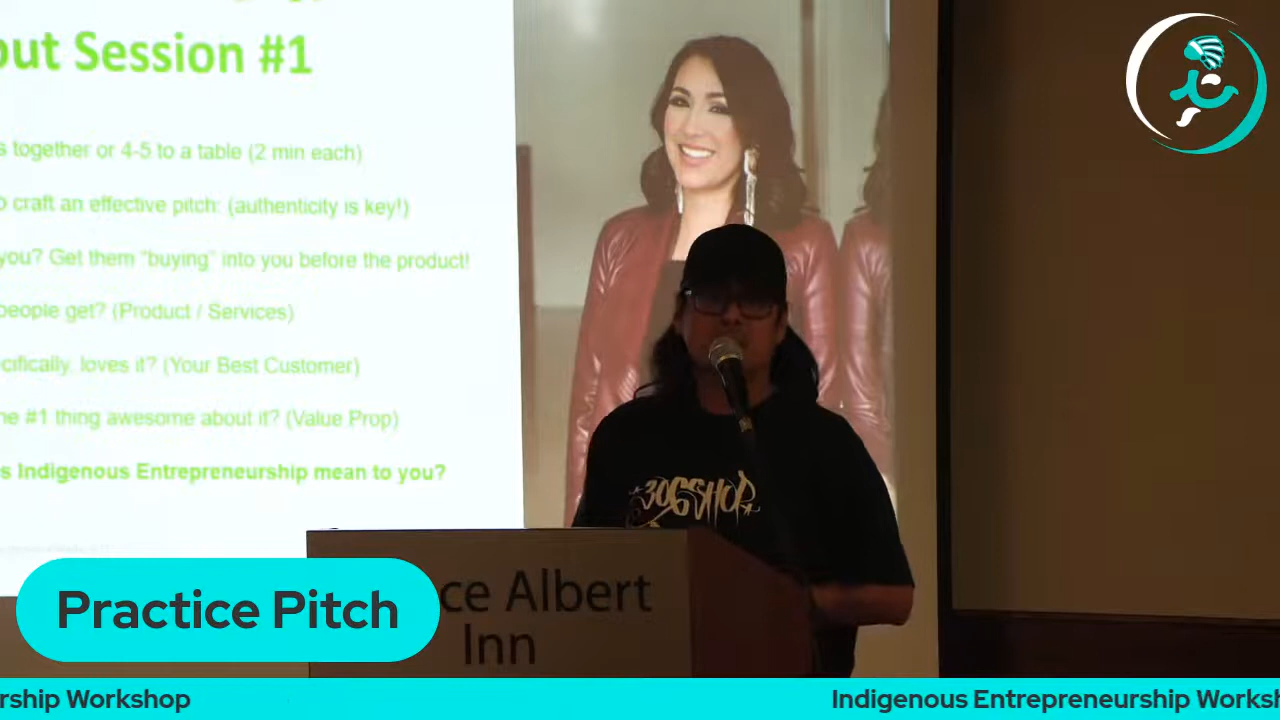 out Session #1
s together or 4-5 to a table (2 min each)
craft an effective pitch: (authenticity is key!)
you? Get them "buying" into you before the product!
people get? (Product / Services)
cifically, loves it? (Your Best Customer)
ne #1 thing awesome about it? (Value Prop)
s Indigenous Entrepreneurship mean to you?
306SHOP
ce Albert
Inn
Practice Pitch
rship Workshop
Indigenous Entrepreneurship Worksh